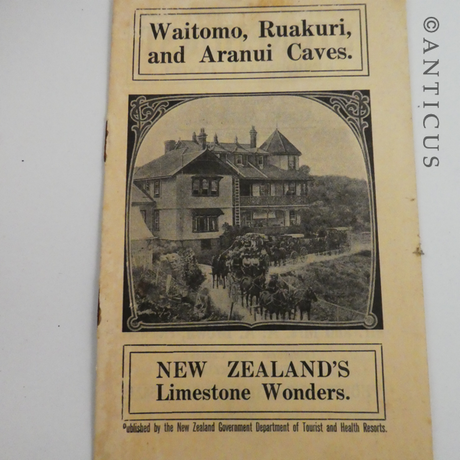 Waitomo, Ruakuri,
and Aranui Caves.
NEW ZEALAND'S
Limestone Wonders.
Published by the New Zealand Government Department of Tourist and Health Resorts.
©ANTICUS